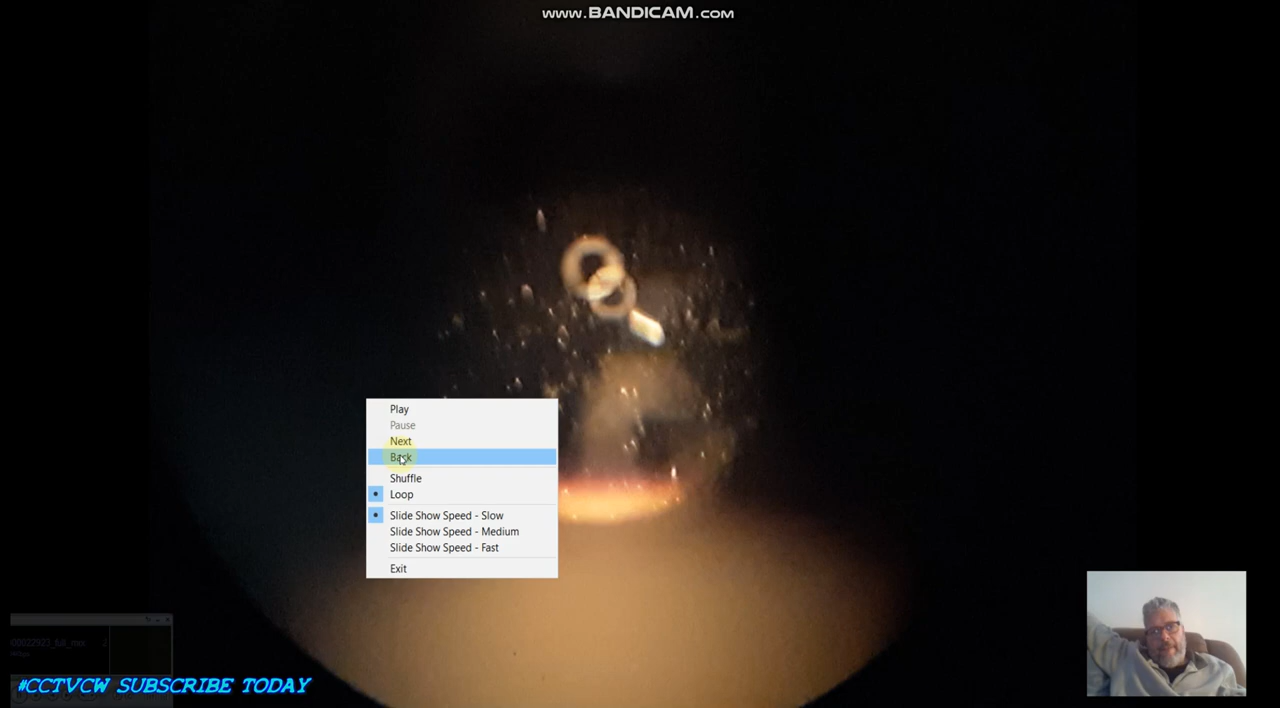 www.BANDICAM.com
Play
Pause
Next
Back
Shuffle
Loop
Slide Show Speed - Slow
Slide Show Speed - Medium
Slide Show Speed - Fast
Exit
#CCTVCW SUBSCRIBE TODAY